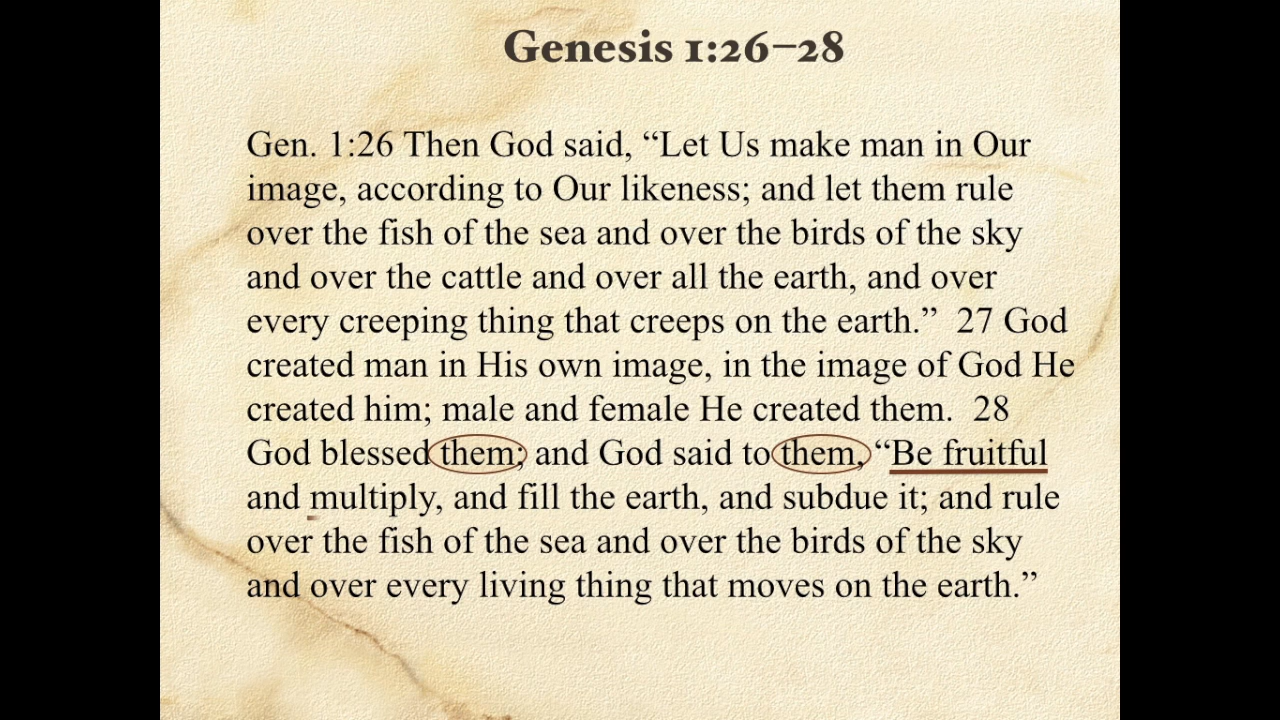 Genesis 1:26–28
Gen. 1:26 Then God said, “Let Us make man in Our
image, according to Our likeness; and let them rule
over the fish of the sea and over the birds of the sky
and over the cattle and over all the earth, and over
every creeping thing that creeps on the earth.”  27 God
created man in His own image, in the image of God He
created him; male and female He created them.  28
God blessed them; and God said to them, “Be fruitful
and multiply, and fill the earth, and subdue it; and rule
over the fish of the sea and over the birds of the sky
and over every living thing that moves on the earth.”